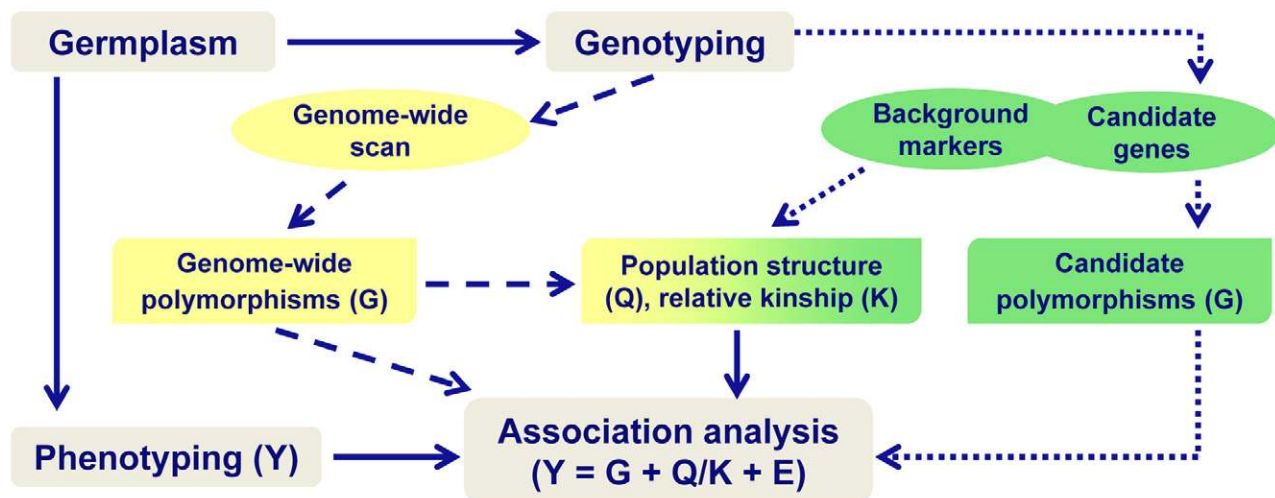 Germplasm
Genotyping
Genome-wide
scan
Background
markers
Candidate
genes
Genome-wide
polymorphisms (G)
Population structure
(Q), relative kinship (K)
Candidate
polymorphisms (G)
Phenotyping (Y)
Association analysis
(Y = G + Q/K + E)